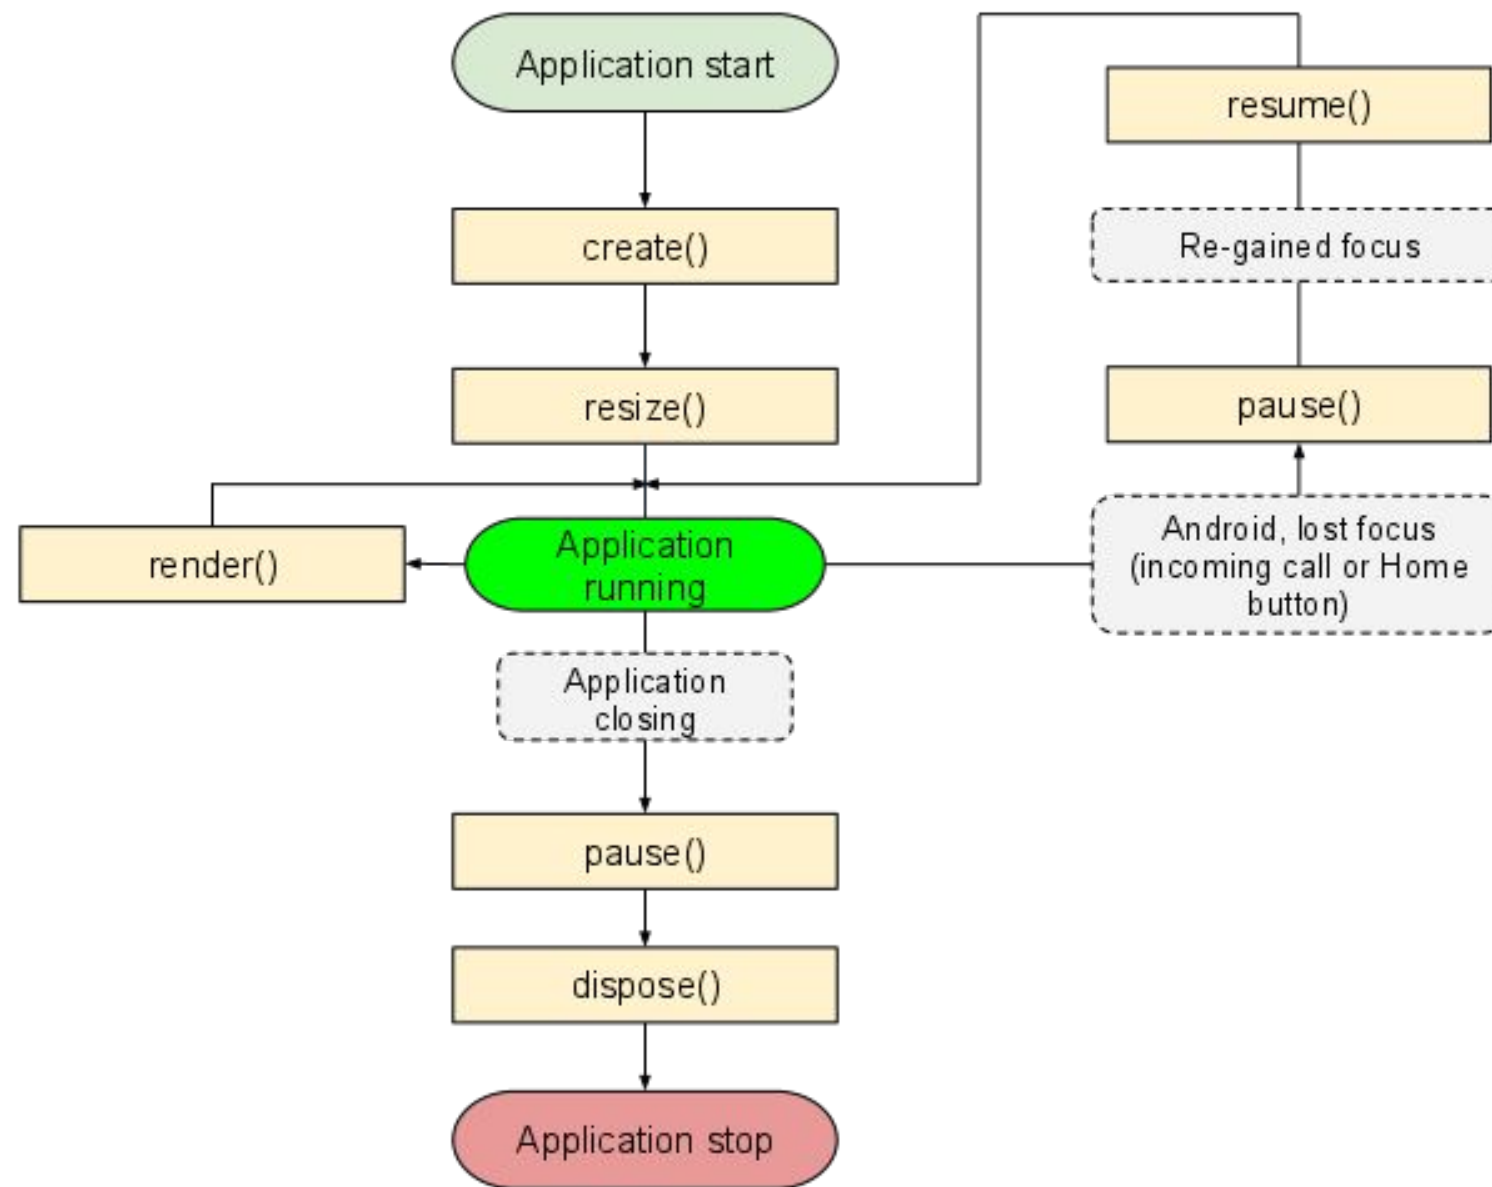 Application start
create()
resize()
render()
Application
running
Application
closing
pause()
dispose()
Application stop
resume()
Re-gained focus
pause()
Android, lost focus
(incoming call or Home
button)